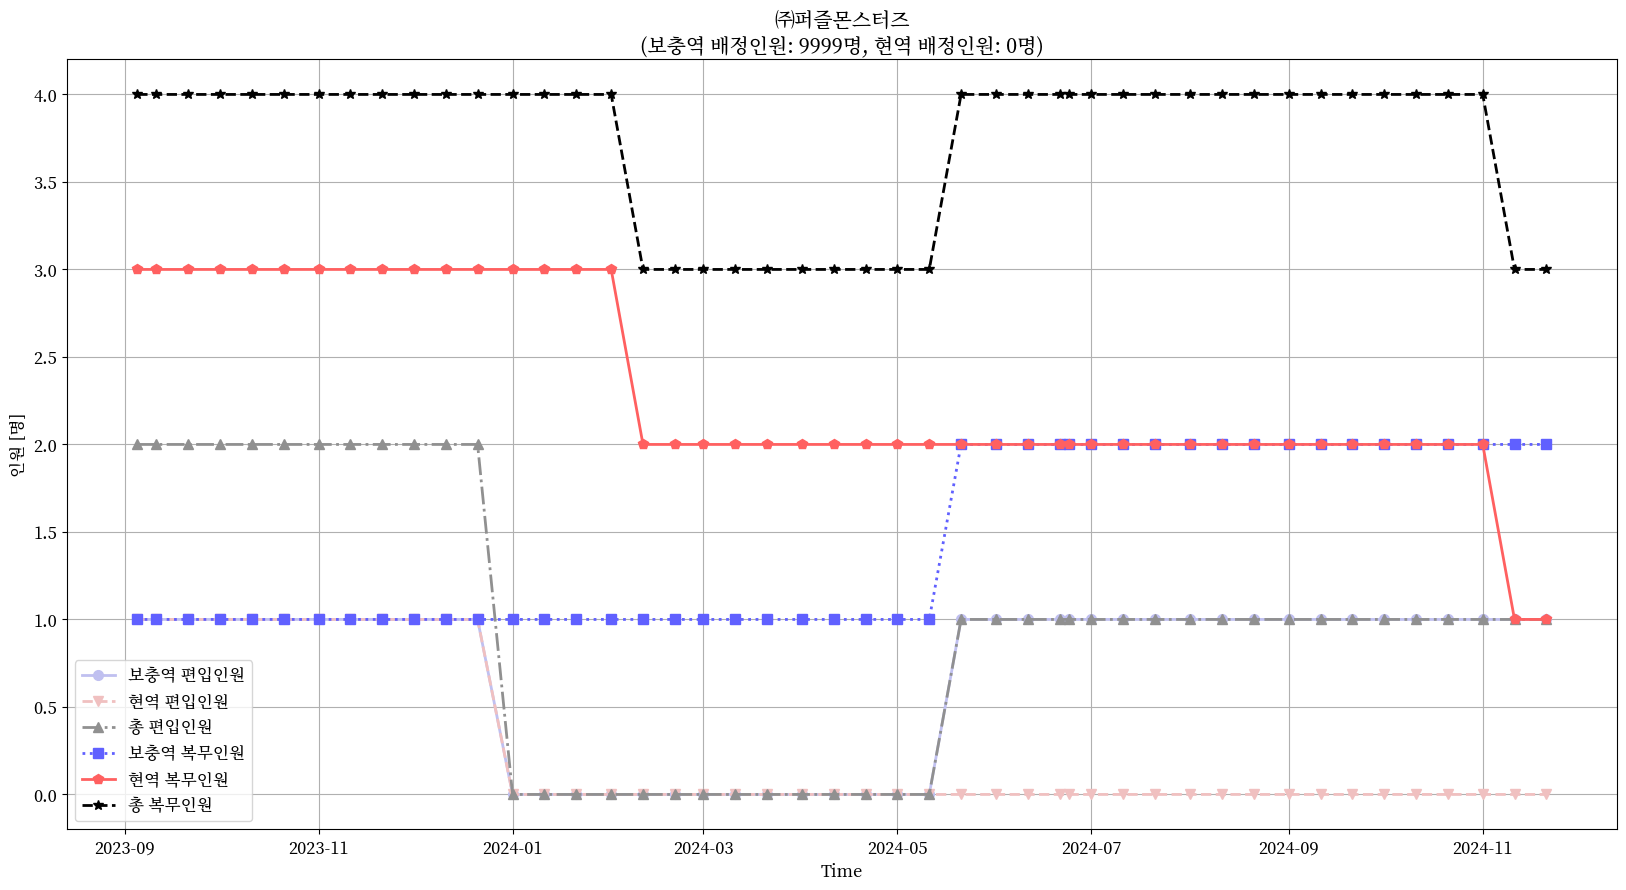 ㈜퍼즐몬스터즈
(보충역 배정인원: 9999명, 현역 배정인원: 0명)
4.0
3.5
3.0
2.5
2.0
1.5
1.0
0.5
0.0
인원 [명]
보충역 편입인원
현역 편입인원
총 편입인원
보충역 복무인원
현역 복무인원
총 복무인원
2023-09 2023-11 2024-01 2024-03 2024-05 2024-07 2024-09 2024-11
Time